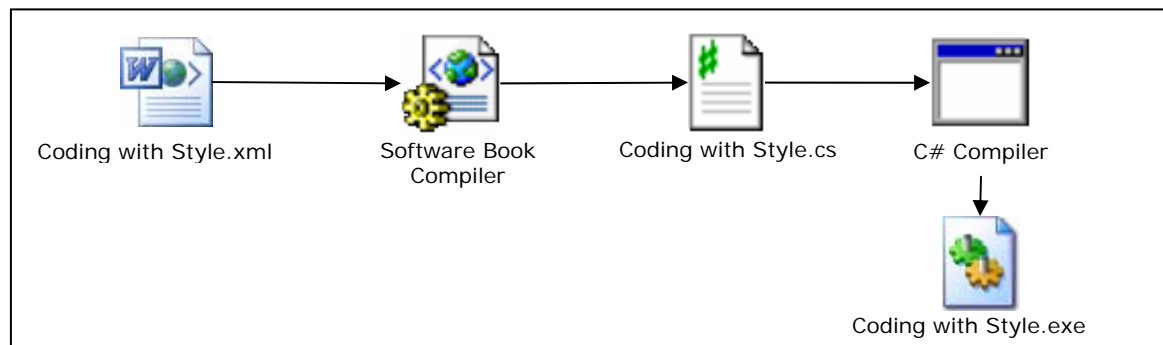 W
Coding with Style.xml
Software Book
Compiler
Coding with Style.cs
C# Compiler
Coding with Style.exe